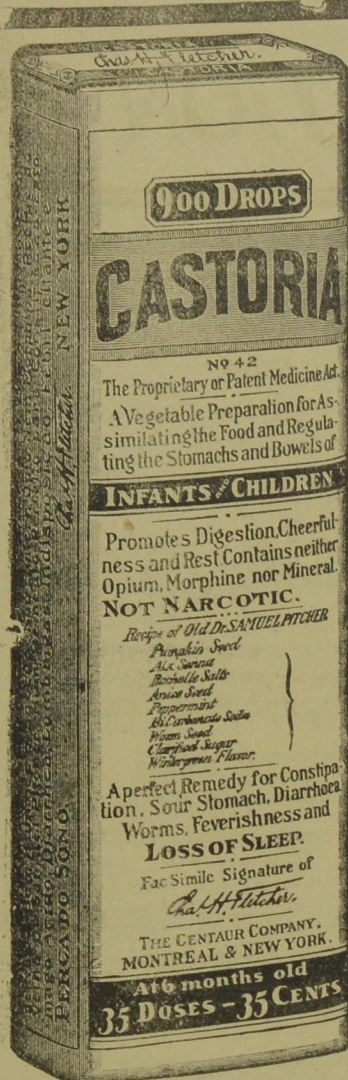 Chas H. Fletcher.
900 DROPS
CASTORIA
Nº 42
The Proprietary or Patent Medicine Act.
A Vegetable Preparation for As-
similating the Food and Regula-
ting the Stomachs and Bowels of
INFANTS AND CHILDREN
Promotes Digestion, Cheerful-
ness and Rest. Contains neither
Opium, Morphine nor Mineral.
NOT NARCOTIC.
Recipe of Old Dr. SAMUEL PITCHER
Pumpkin Seed
Alx Senna
Rochelle Salts
Anise Seed
Peppermint
Bi Carbonate Soda
Worm Seed
Clarified Sugar
Wintergreen Flavor.
A perfect Remedy for Constipa-
tion, Sour Stomach, Diarrhoea
Worms, Feverishness and
LOSS OF SLEEP.
Fac Simile Signature of
Chas H. Fletcher.
THE CENTAUR COMPANY.
MONTREAL & NEW YORK.
At 6 months old
35 DOSES – 35 CENTS
Chas H. Fletcher. NEW YORK
PERCA DO SONO.